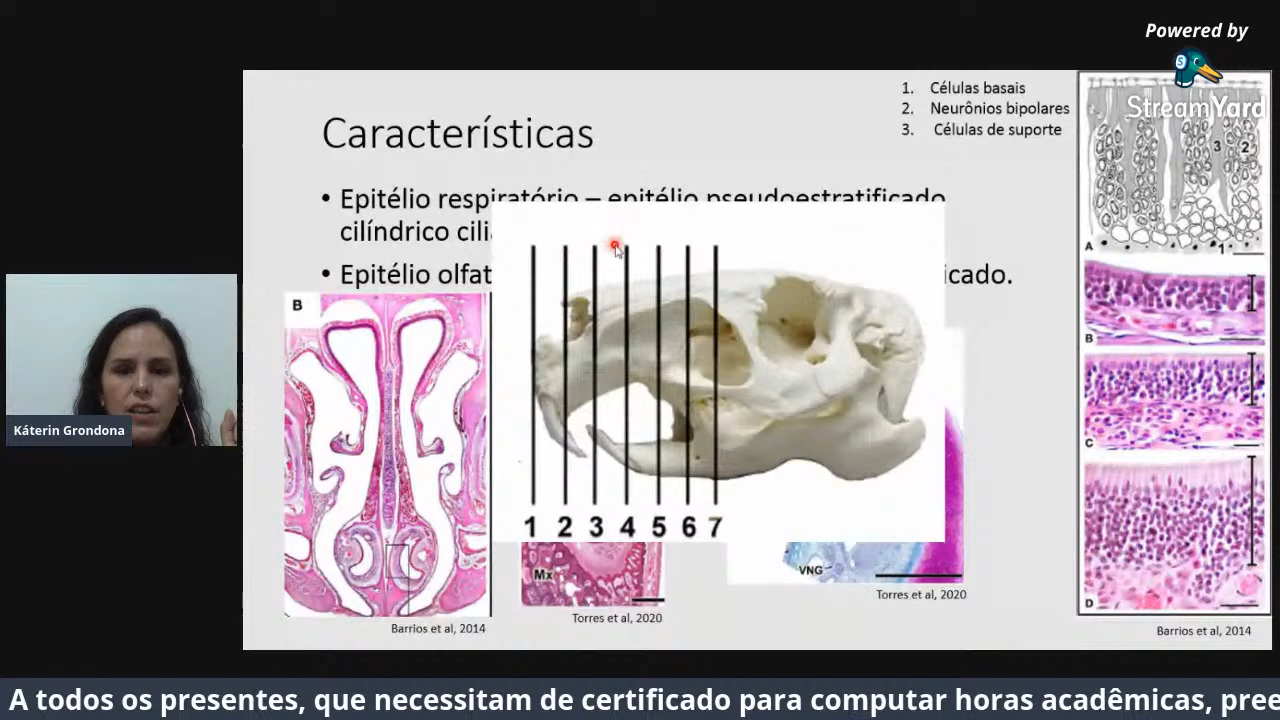 Powered by
StreamYard
Características
1. Células basais
2. Neurônios bipolares
3. Células de suporte
• Epitélio respiratório – epitélio pseudoestratificado
cilíndrico cili
• Epitélio olfat icado.
B
1 2 3 4 5 6 7
Mx
VNG
Torres et al, 2020
Torres et al, 2020
Barrios et al, 2014
3 2
A 1
B
C
D
Barrios et al, 2014
Káterin Grondona
A todos os presentes, que necessitam de certificado para computar horas acadêmicas, pree